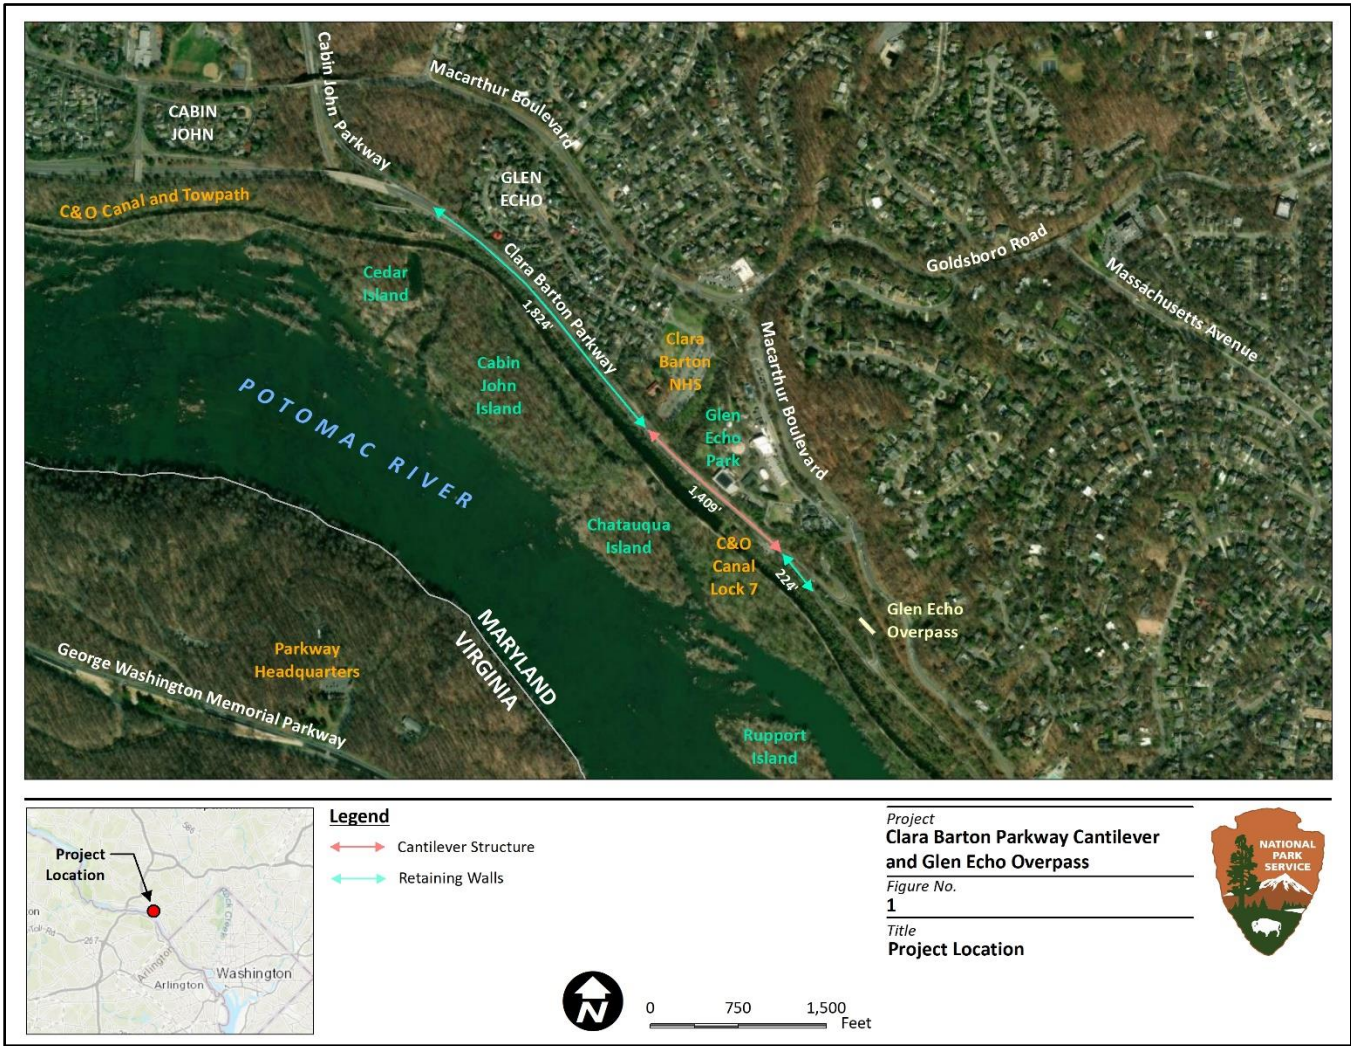 Cabin John Parkway
Macarthur Boulevard
CABIN
JOHN
GLEN
ECHO
C&O Canal and Towpath
Goldsboro Road
Massachusetts Avenue
Cedar
Island
Clara Barton Parkway
1,824'
Clara
Barton
NHS
Macarthur Boulevard
Cabin
John
Island
POTOMAC RIVER
Glen
Echo
Park
1,409'
Chatauqua
Island
C&O
Canal
Lock 7
224'
Glen Echo
Overpass
MARYLAND
VIRGINIA
Parkway
Headquarters
George Washington Memorial Parkway
Rupport
Island
Project
Location
Rock Creek
267
Arlington
Arlington
Washington
Legend
Cantilever Structure
Retaining Walls
0 750 1,500
Feet
N
Project
Clara Barton Parkway Cantilever
and Glen Echo Overpass
Figure No.
1
Title
Project Location
NATIONAL
PARK
SERVICE